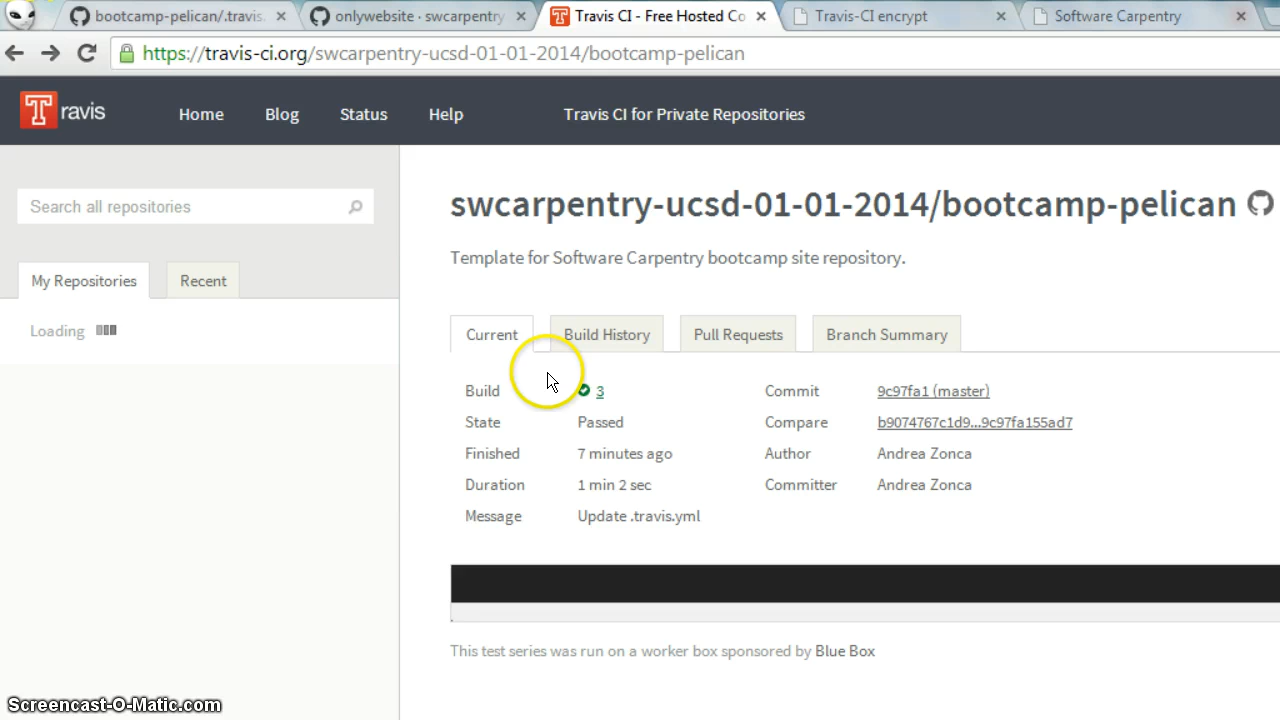 bootcamp-pelican/.travis.
onlywebsite · swcarpentry
Travis CI - Free Hosted Co
Travis-CI encrypt
Software Carpentry
https://travis-ci.org/swcarpentry-ucsd-01-01-2014/bootcamp-pelican
Travis
Home
Blog
Status
Help
Travis CI for Private Repositories
Search all repositories
My Repositories
Recent
Loading
swcarpentry-ucsd-01-01-2014/bootcamp-pelican
Template for Software Carpentry bootcamp site repository.
Current
Build History
Pull Requests
Branch Summary
Build 3
Commit 9c97fa1 (master)
State Passed
Compare b9074767c1d9...9c97fa155ad7
Finished 7 minutes ago
Author Andrea Zonca
Duration 1 min 2 sec
Committer Andrea Zonca
Message Update .travis.yml
This test series was run on a worker box sponsored by Blue Box
Screencast-O-Matic.com